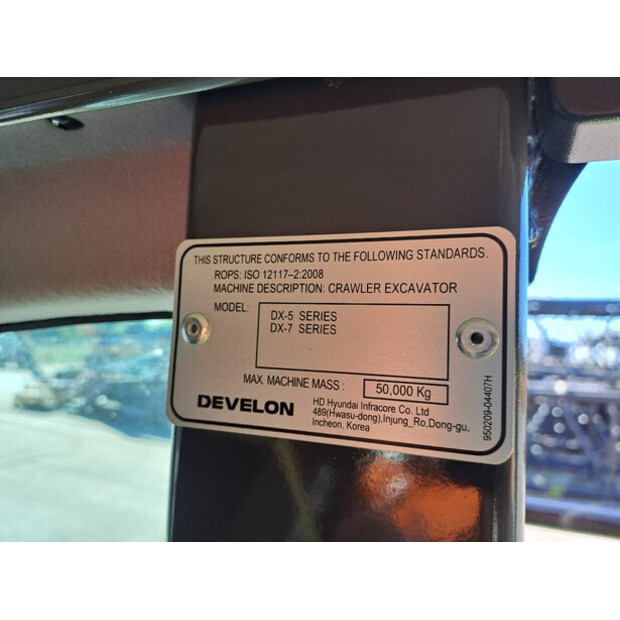 THIS STRUCTURE CONFORMS TO THE FOLLOWING STANDARDS.
ROPS: ISO 12117-2:2008
MACHINE DESCRIPTION: CRAWLER EXCAVATOR
MODEL:
DX-5 SERIES
DX-7 SERIES
MAX. MACHINE MASS : 50,000 Kg
DEVELON
HD Hyundai Infracore Co. Ltd
489(Hwasu-dong),Injung_Ro,Dong-gu,
Incheon, Korea
950209-04407H